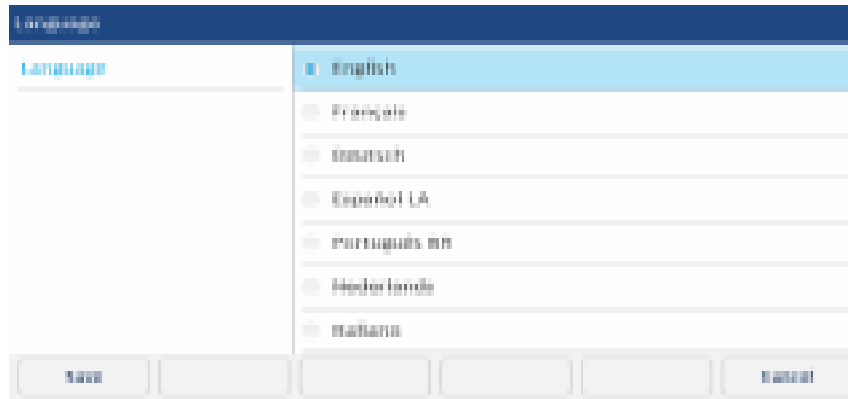 Language
Language
English
Français
Deutsch
Español LA
Português BR
Nederlands
Italiano
Save
Cancel